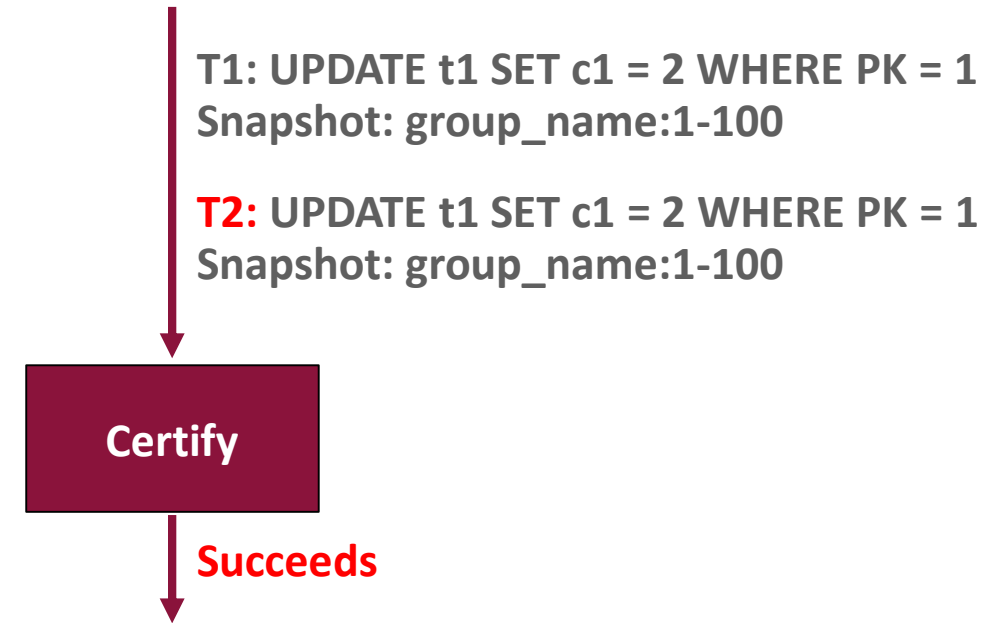 T1: UPDATE t1 SET c1 = 2 WHERE PK = 1
Snapshot: group_name:1-100
T2: UPDATE t1 SET c1 = 2 WHERE PK = 1
Snapshot: group_name:1-100
Certify
Succeeds